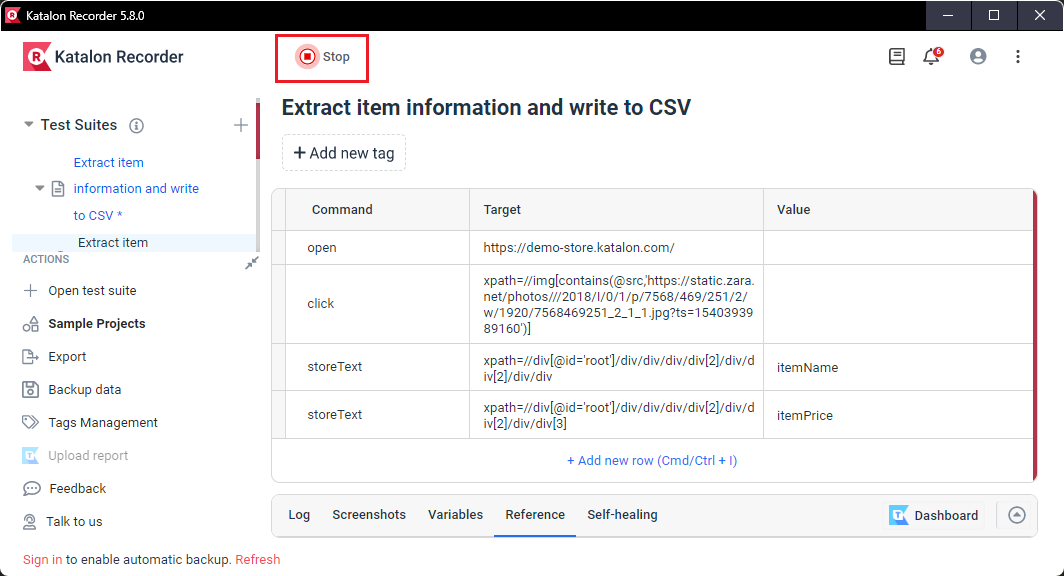 Katalon Recorder 5.8.0
Katalon Recorder
Stop
6
Test Suites
Extract item
information and write
to CSV *
Extract item
ACTIONS
Open test suite
Sample Projects
Export
Backup data
Tags Management
Upload report
Feedback
Talk to us
Extract item information and write to CSV
+ Add new tag
Command Target Value
open https://demo-store.katalon.com/
click
xpath=//img[contains(@src,'https://static.zara.
net/photos///2018/I/0/1/p/7568/469/251/2/
w/1920/7568469251_2_1_1.jpg?ts=15403939
89160')]
storeText
xpath=//div[@id='root']/div/div/div/div[2]/div/d
iv[2]/div/div
itemName
storeText
xpath=//div[@id='root']/div/div/div/div[2]/div/d
iv[2]/div/div[3]
itemPrice
+ Add new row (Cmd/Ctrl + I)
Log Screenshots Variables Reference Self-healing Dashboard
Sign in to enable automatic backup. Refresh